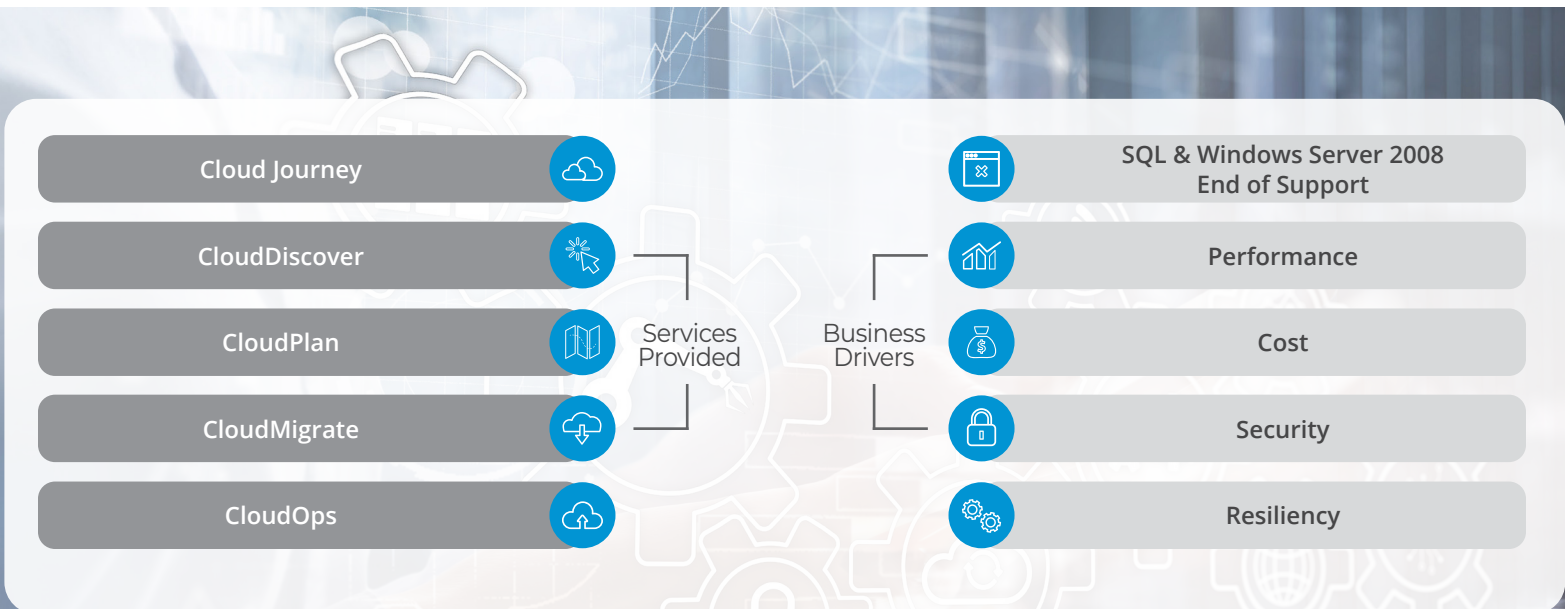 Cloud Journey
CloudDiscover
CloudPlan
CloudMigrate
CloudOps
Services
Provided
Business
Drivers
SQL & Windows Server 2008
End of Support
Performance
Cost
Security
Resiliency